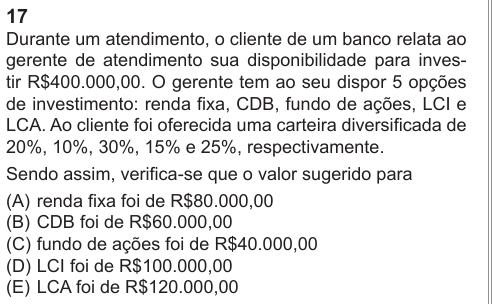 17
Durante um atendimento, o cliente de um banco relata ao
gerente de atendimento sua disponibilidade para inves-
tir R$400.000,00. O gerente tem ao seu dispor 5 opções
de investimento: renda fixa, CDB, fundo de ações, LCI e
LCA. Ao cliente foi oferecida uma carteira diversificada de
20%, 10%, 30%, 15% e 25%, respectivamente.
Sendo assim, verifica-se que o valor sugerido para
(A) renda fixa foi de R$80.000,00
(B) CDB foi de R$60.000,00
(C) fundo de ações foi de R$40.000,00
(D) LCI foi de R$100.000,00
(E) LCA foi de R$120.000,00